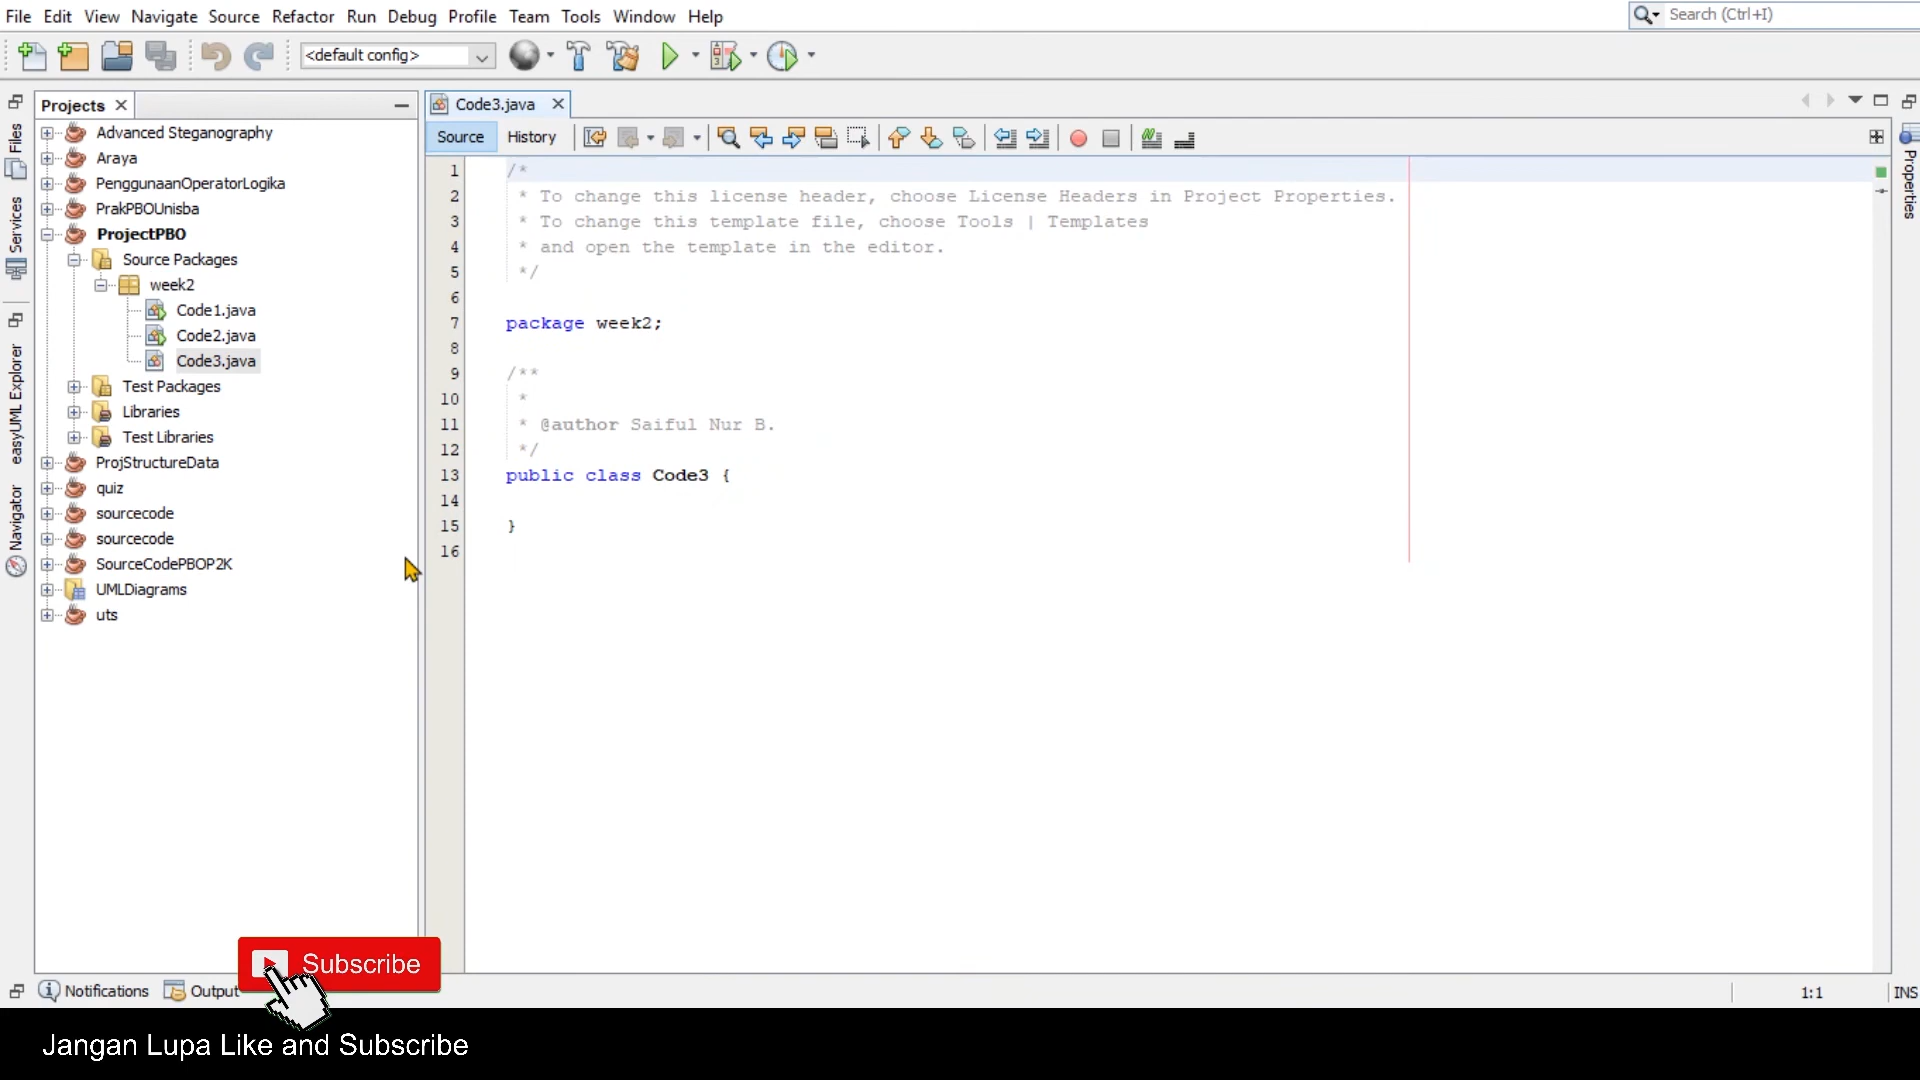 File Edit View Navigate Source Refactor Run Debug Profile Team Tools Window Help
Search (Ctrl+I)
<default config>
Files
Services
easyUML Explorer
Navigator
Projects
Advanced Steganography
Araya
PenggunaanOperatorLogika
PrakPBOUnisba
ProjectPBO
Source Packages
week2
Code1.java
Code2.java
Code3.java
Test Packages
Libraries
Test Libraries
ProjStructureData
quiz
sourcecode
sourcecode
SourceCodePBOP2K
UMLDiagrams
uts
Code3.java
Source History
1 /*
2 * To change this license header, choose License Headers in Project Properties.
3 * To change this template file, choose Tools | Templates
4 * and open the template in the editor.
5 */
6
7 package week2;
8
9 /**
10 *
11 * @author Saiful Nur B.
12 */
13 public class Code3 {
14
15 }
16
Properties
Subscribe
Notifications Output
1:1 INS
Jangan Lupa Like and Subscribe